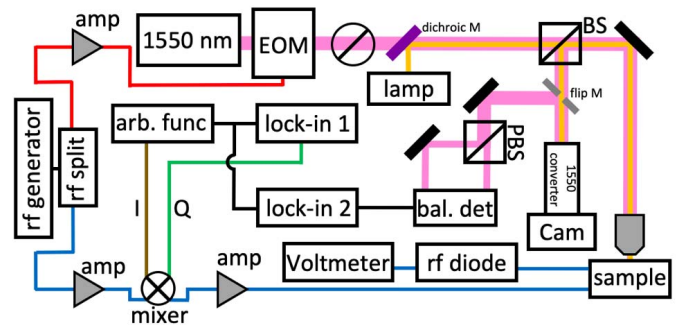 amp
1550 nm
EOM
dichroic M
BS
lamp
flip M
rf generator
rf split
arb. func
lock-in 1
PBS
1550
converter
I
Q
lock-in 2
bal. det
Cam
amp
mixer
amp
Voltmeter
rf diode
sample